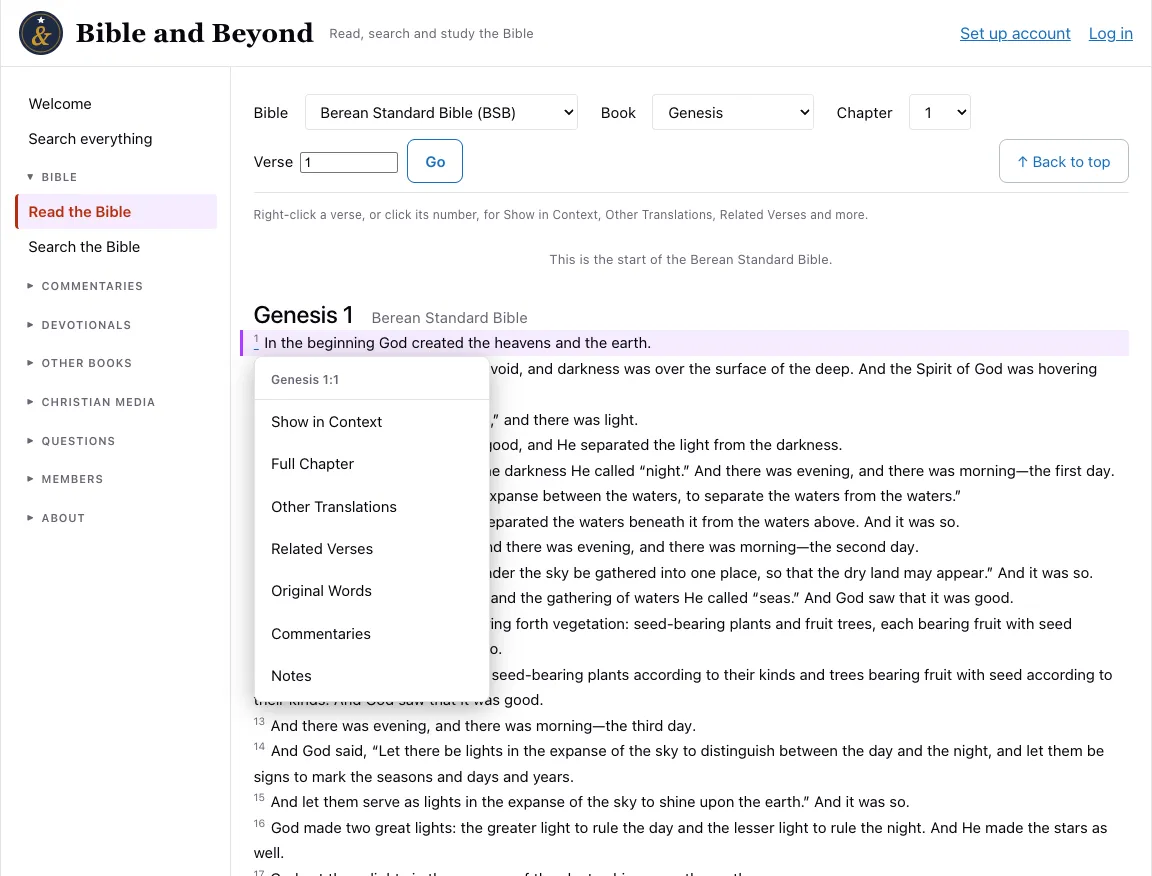 &
Bible and Beyond
Read, search and study the Bible
Set up account
Log in
Welcome
Search everything
▾ BIBLE
Read the Bible
Search the Bible
▸ COMMENTARIES
▸ DEVOTIONALS
▸ OTHER BOOKS
▸ CHRISTIAN MEDIA
▸ QUESTIONS
▸ MEMBERS
▸ ABOUT
Bible Berean Standard Bible (BSB) Book Genesis Chapter 1
Verse 1 Go ↑ Back to top
Right-click a verse, or click its number, for Show in Context, Other Translations, Related Verses and more.
This is the start of the Berean Standard Bible.
Genesis 1 Berean Standard Bible
1 In the beginning God created the heavens and the earth.
Genesis 1:1
Show in Context
Full Chapter
Other Translations
Related Verses
Original Words
Commentaries
Notes
void, and darkness was over the surface of the deep. And the Spirit of God was hovering
,” and there was light.
good, and He separated the light from the darkness.
darkness He called “night.” And there was evening, and there was morning—the first day.
between the waters, to separate the waters from the waters.”
the waters beneath it from the waters above. And it was so.
there was evening, and there was morning—the second day.
the sky be gathered into one place, so that the dry land may appear.” And it was so.
and the gathering of waters He called “seas.” And God saw that it was good.
forth vegetation: seed-bearing plants and fruit trees, each bearing fruit with seed
seed-bearing plants according to their kinds and trees bearing fruit with seed according to
was good.
13 And there was evening, and there was morning—the third day.
14 And God said, “Let there be lights in the expanse of the sky to distinguish between the day and the night, and let them be
signs to mark the seasons and days and years.
15 And let them serve as lights in the expanse of the sky to shine upon the earth.” And it was so.
16 God made two great lights: the greater light to rule the day and the lesser light to rule the night. And He made the stars as
well.
17